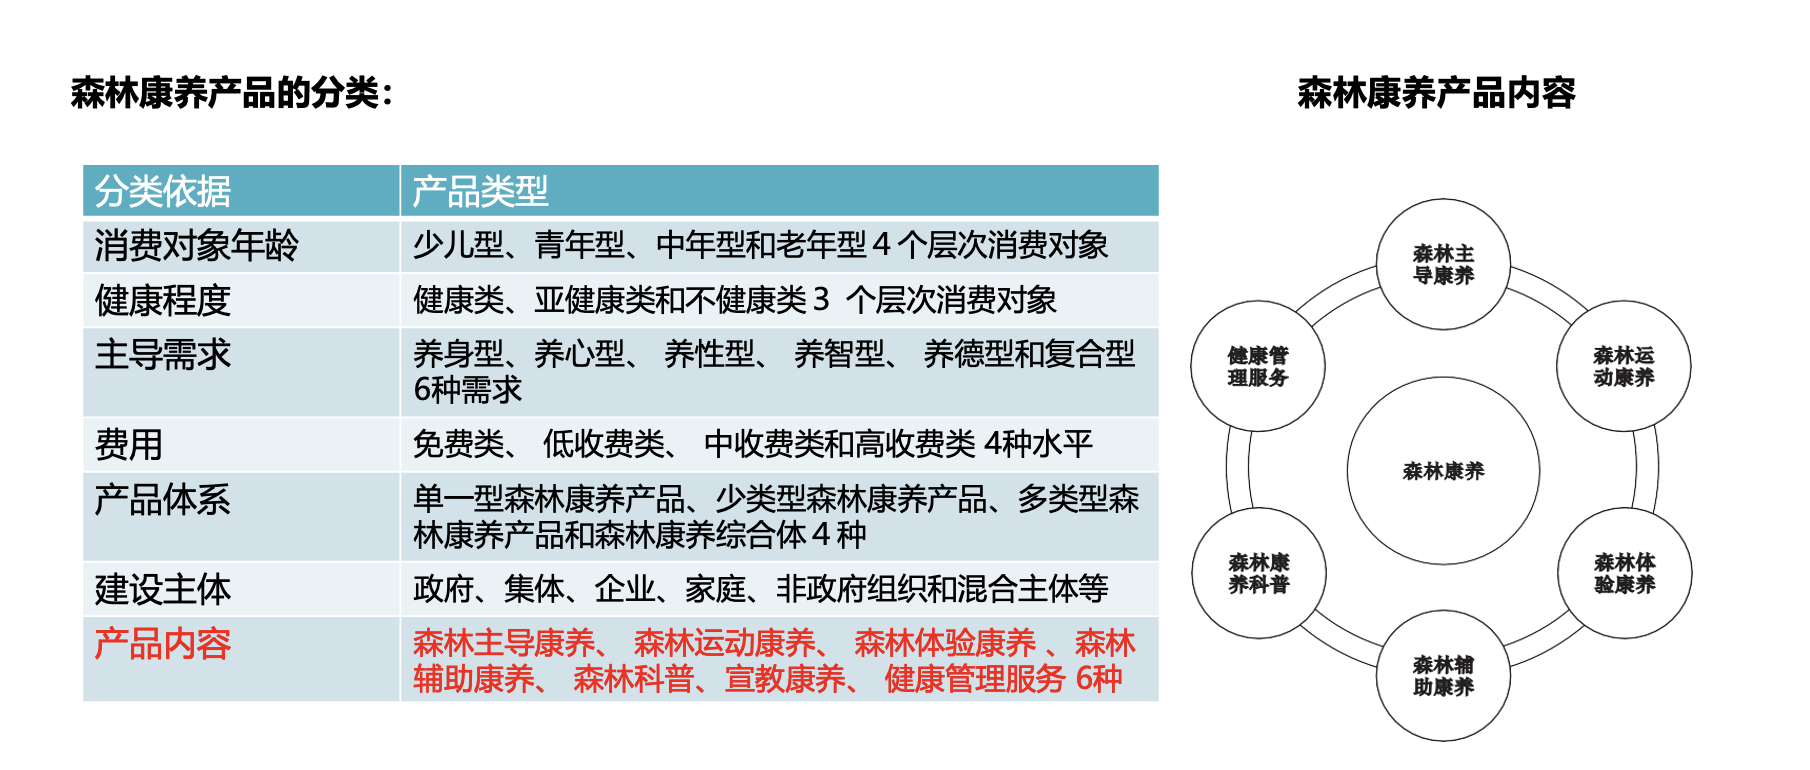 森林康养产品的分类：
分类依据 产品类型
消费对象年龄 少儿型、青年型、中年型和老年型 4 个层次消费对象
健康程度 健康类、亚健康类和不健康类 3 个层次消费对象
主导需求 养身型、养心型、 养性型、 养智型、 养德型和复合型
6种需求
费用 免费类、 低收费类、 中收费类和高收费类 4种水平
产品体系 单一型森林康养产品、少类型森林康养产品、多类型森
林康养产品和森林康养综合体 4 种
建设主体 政府、集体、企业、家庭、非政府组织和混合主体等
产品内容 森林主导康养、 森林运动康养、 森林体验康养 、森林
辅助康养、 森林科普、宣教康养、 健康管理服务 6种
森林康养产品内容
森林主
导康养
健康管
理服务
森林运
动康养
森林康养
森林康
养科普
森林体
验康养
森林辅
助康养